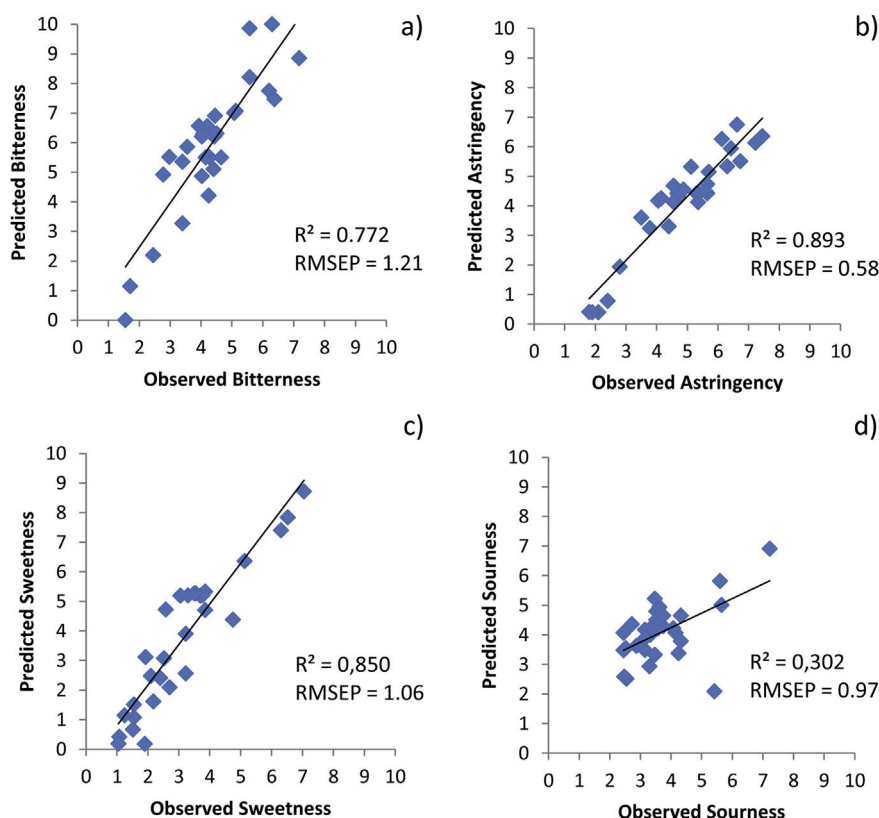 a)
10
9
8
7
6
5
4
3
2
1
0
Predicted Bitterness
R² = 0.772
RMSEP = 1.21
0 1 2 3 4 5 6 7 8 9 10
Observed Bitterness
b)
10
9
8
7
6
5
4
3
2
1
0
Predicted Astringency
R² = 0.893
RMSEP = 0.58
0 1 2 3 4 5 6 7 8 9 10
Observed Astringency
c)
10
9
8
7
6
5
4
3
2
1
0
Predicted Sweetness
R² = 0,850
RMSEP = 1.06
0 1 2 3 4 5 6 7 8 9 10
Observed Sweetness
d)
10
9
8
7
6
5
4
3
2
1
0
Predicted Sourness
R² = 0,302
RMSEP = 0.97
0 1 2 3 4 5 6 7 8 9 10
Observed Sourness